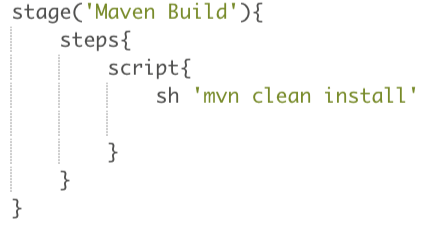 stage('Maven Build'){
    steps{
        script{
            sh 'mvn clean install'

        }
    }
}